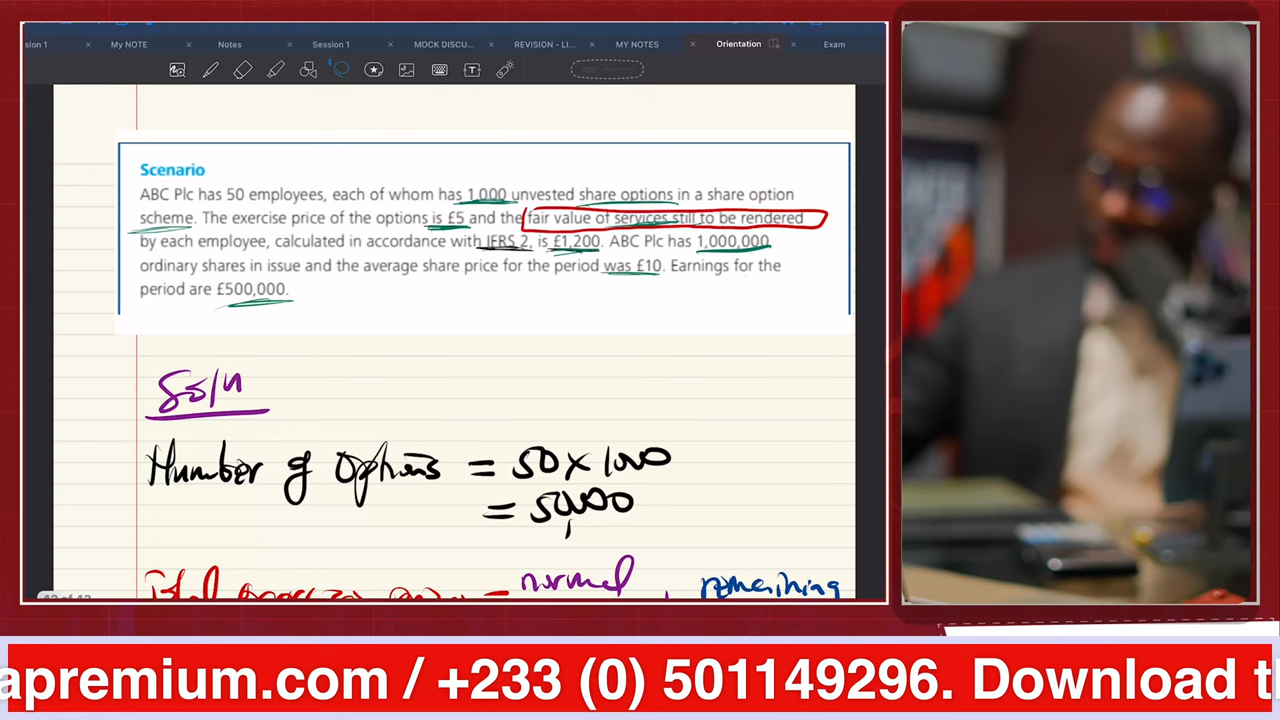 sion 1
My NOTE
Notes
Session 1
MOCK DISCU...
REVISION - LI...
MY NOTES
Orientation
Exam
Scenario
ABC Plc has 50 employees, each of whom has 1,000 unvested share options in a share option
scheme. The exercise price of the options is £5 and the fair value of services still to be rendered
by each employee, calculated in accordance with IFRS 2, is £1,200. ABC Plc has 1,000,000
ordinary shares in issue and the average share price for the period was £10. Earnings for the
period are £500,000.
Soln
Number of Options = 50 x 1000
= 50,000
normal
remaining
apremium.com / +233 (0) 501149296. Download t